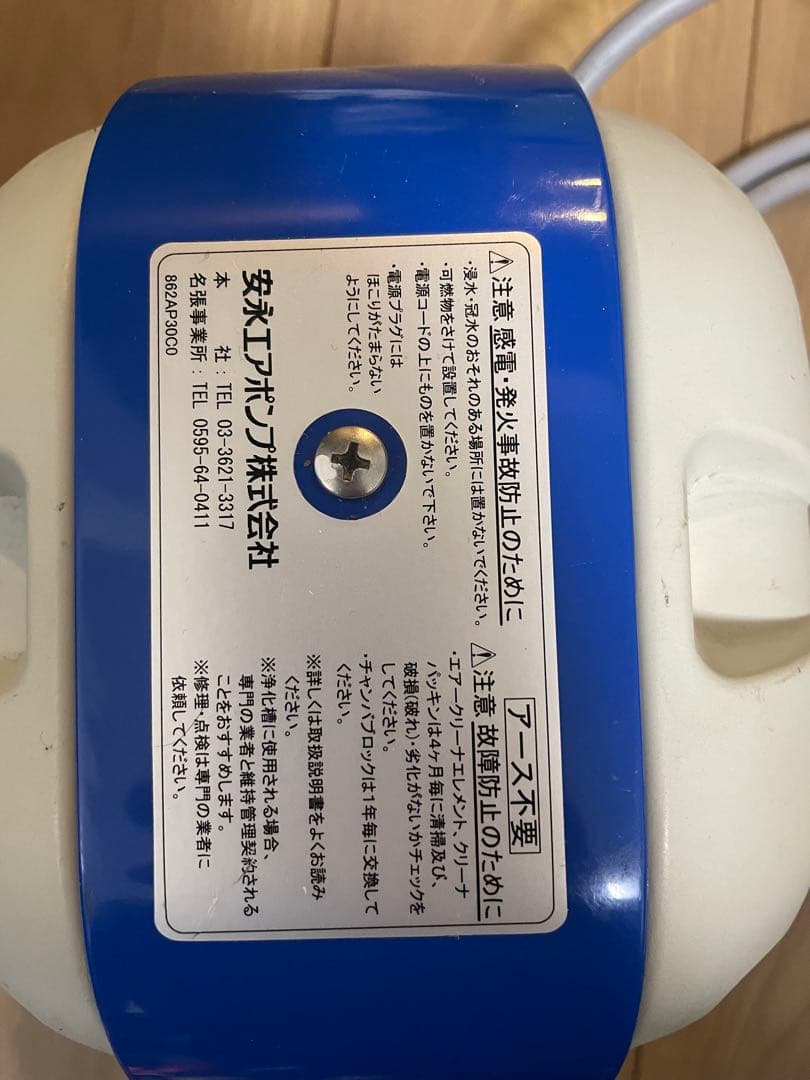 ⚠注意 感電・発火事故防止のために
・浸水・冠水のおそれのある場所には置かないでください。
・可燃物をさけて設置してください。
・電源コードの上にものを置かないで下さい。
・電源プラグには
ほこりがたまらない
ようにしてください。
安永エアポンプ株式会社
本 社 : TEL 03-3621-3317
名張事業所 : TEL 0595-64-0411
862AP30C0
アース不要
⚠注意 故障防止のために
・エアークリーナエレメント、クリーナ
パッキンは4ヶ月毎に清掃及び、
破損(破れ)・劣化がないかチェックを
してください。
・チャンバブロックは1年毎に交換して
ください。
※詳しくは取扱説明書をよくお読み
ください。
※浄化槽に使用される場合、
専門の業者と維持管理契約される
ことをおすすめします。
※修理、点検は専門の業者に
依頼してください。